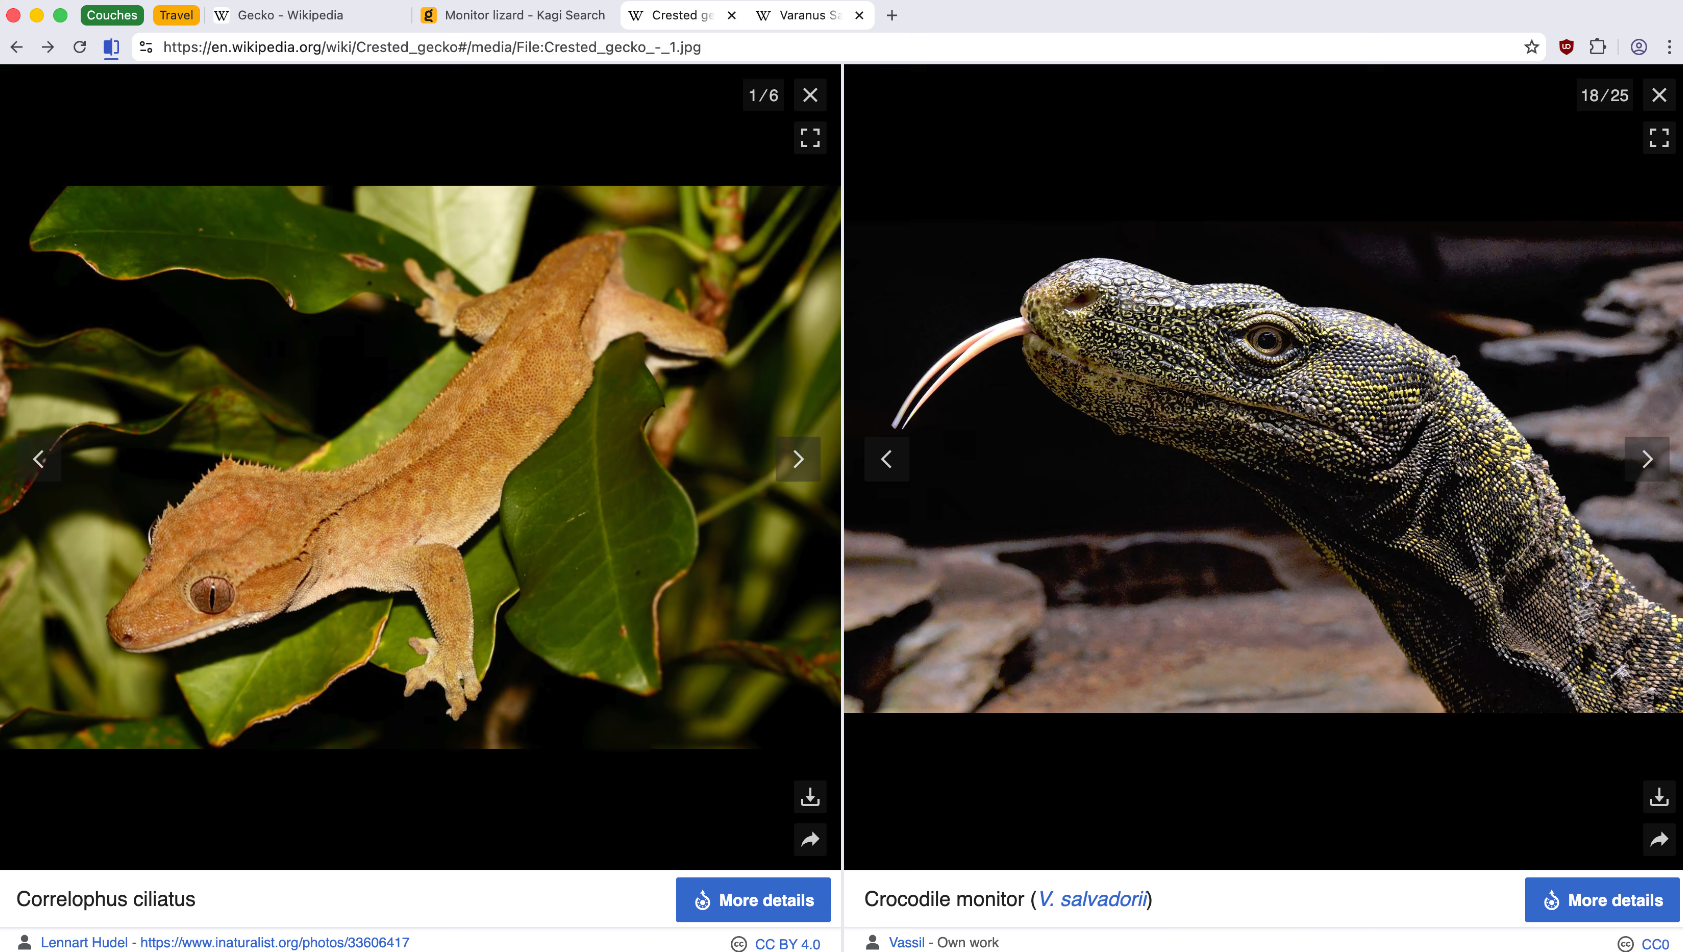 Couches
Travel
Gecko - Wikipedia
Monitor lizard - Kagi Search
Crested ge
Varanus Sa
https://en.wikipedia.org/wiki/Crested_gecko#/media/File:Crested_gecko_-_1.jpg
1/6
18/25
Correlophus ciliatus
More details
Lennart Hudel - https://www.inaturalist.org/photos/33606417
CC BY 4.0
Crocodile monitor (V. salvadorii)
More details
Vassil - Own work
CC0